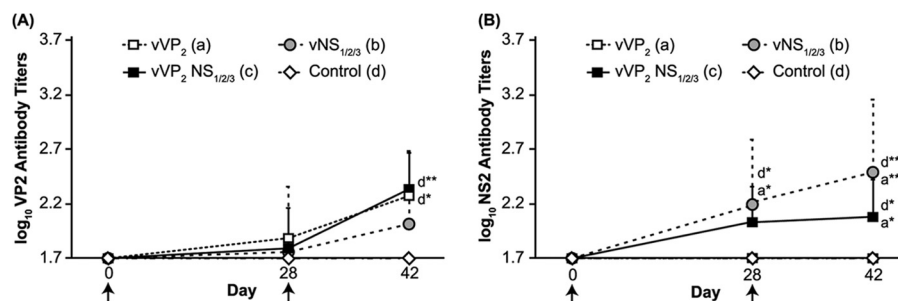 (A)
vVP2 (a) vNS1/2/3 (b)
vVP2 NS1/2/3 (c) Control (d)
log10 VP2 Antibody Titers
3.7
3.2
2.7
2.2
1.7
d**
d*
0 28 42
Day
(B)
vVP2 (a) vNS1/2/3 (b)
vVP2 NS1/2/3 (c) Control (d)
log10 NS2 Antibody Titers
3.7
3.2
2.7
2.2
1.7
d*
a*
d**
a**
d*
a*
0 28 42
Day